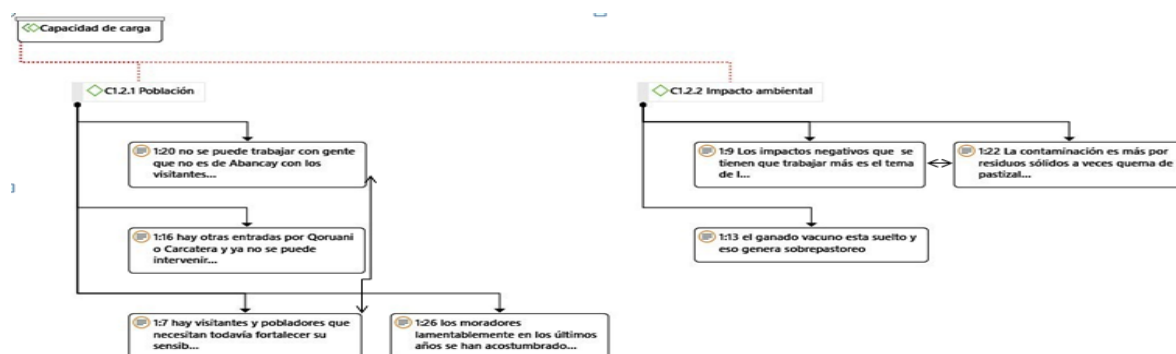 Capacidad de carga
C1.2.1 Población
C1.2.2 Impacto ambiental
1:20 no se puede trabajar con gente
que no es de Abancay con los
visitantes...
1:9 Los impactos negativos que se
tienen que trabajar más es el tema
de l...
1:22 La contaminación es más por
residuos sólidos a veces quema de
pastizal...
1:16 hay otras entradas por Qoruani
o Carcatera y ya no se puede
intervenir...
1:13 el ganado vacuno esta suelto y
eso genera sobrepastoreo
1:7 hay visitantes y pobladores que
necesitan todavía fortalecer su
sensib...
1:26 los moradores
lamentablemente en los últimos
años se han acostumbrado...